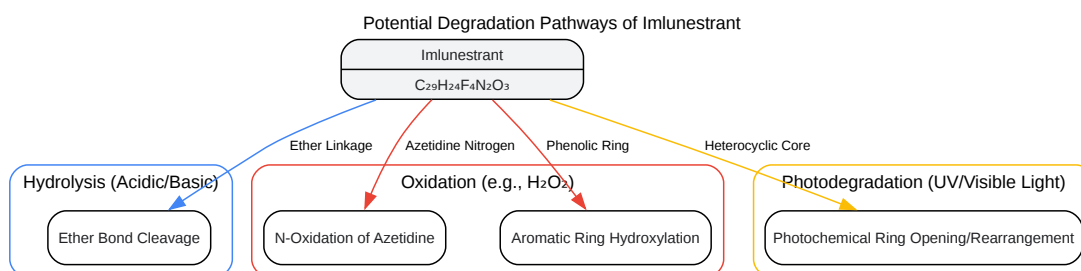 Potential Degradation Pathways of Imlunestrant
Imlunestrant
C₂₉H₂₄F₄N₂O₃
Ether Linkage
Azetidine Nitrogen
Phenolic Ring
Heterocyclic Core
Hydrolysis (Acidic/Basic)
Oxidation (e.g., H₂O₂)
Photodegradation (UV/Visible Light)
Ether Bond Cleavage
N-Oxidation of Azetidine
Aromatic Ring Hydroxylation
Photochemical Ring Opening/Rearrangement